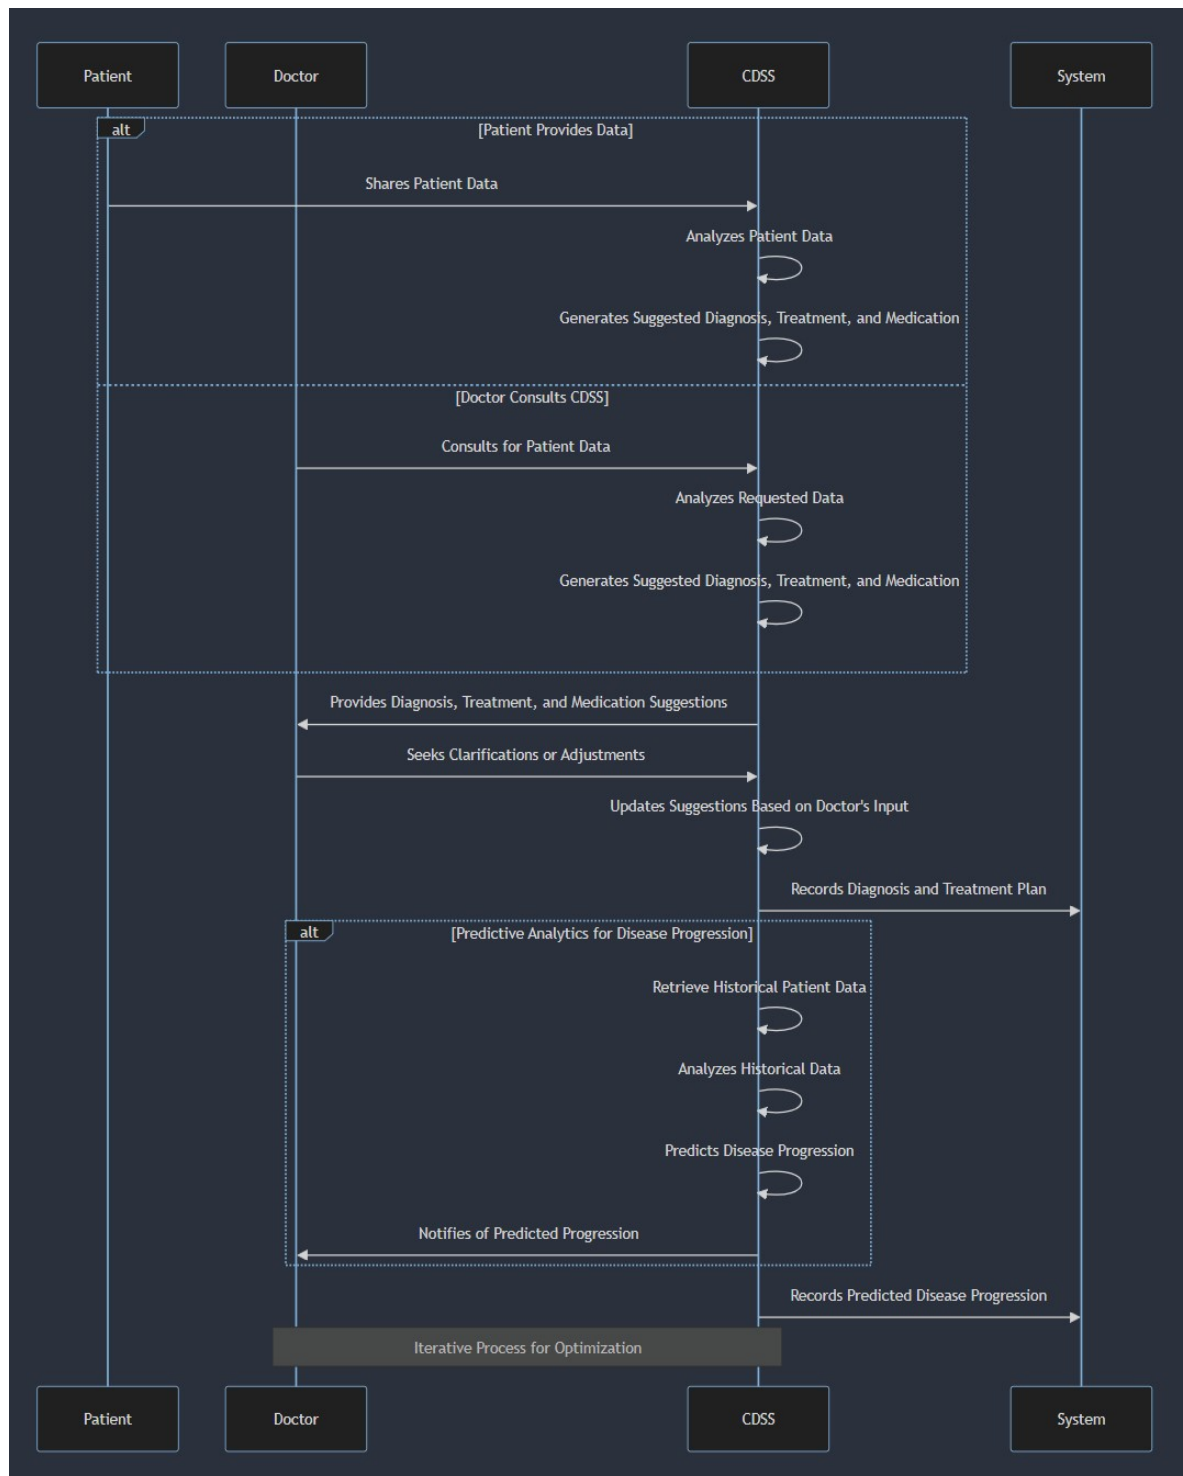 Patient
Doctor
CDSS
System
alt
[Patient Provides Data]
Shares Patient Data
Analyzes Patient Data
Generates Suggested Diagnosis, Treatment, and Medication
[Doctor Consults CDSS]
Consults for Patient Data
Analyzes Requested Data
Generates Suggested Diagnosis, Treatment, and Medication
Provides Diagnosis, Treatment, and Medication Suggestions
Seeks Clarifications or Adjustments
Updates Suggestions Based on Doctor's Input
Records Diagnosis and Treatment Plan
alt
[Predictive Analytics for Disease Progression]
Retrieve Historical Patient Data
Analyzes Historical Data
Predicts Disease Progression
Notifies of Predicted Progression
Records Predicted Disease Progression
Iterative Process for Optimization
Patient
Doctor
CDSS
System